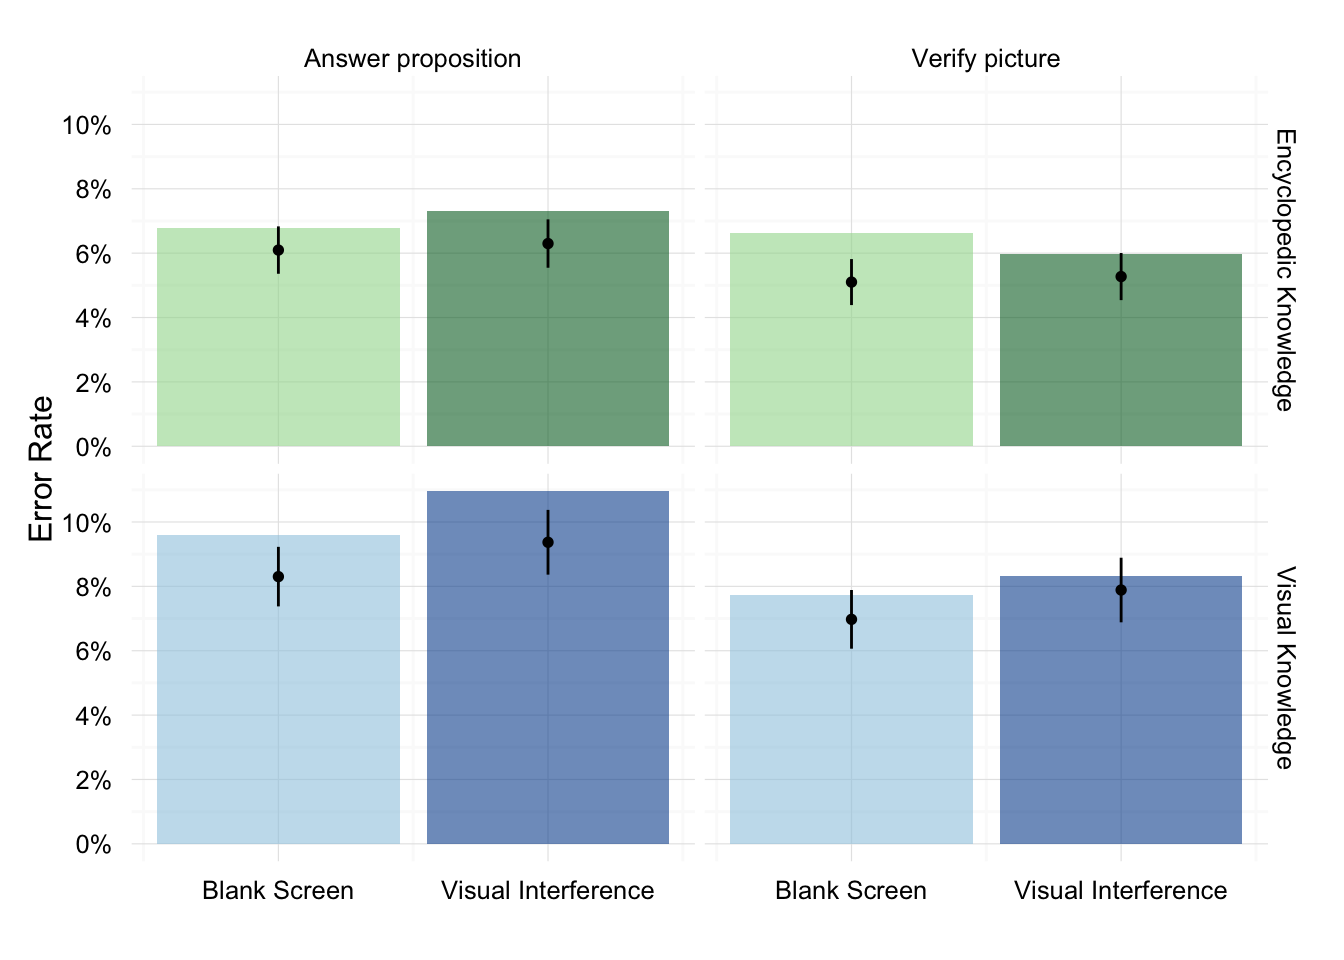 Answer proposition
Verify picture
10%
8%
6%
4%
2%
0%
Encyclopedic Knowledge
Error Rate
10%
8%
6%
4%
2%
0%
Visual Knowledge
Blank Screen
Visual Interference
Blank Screen
Visual Interference